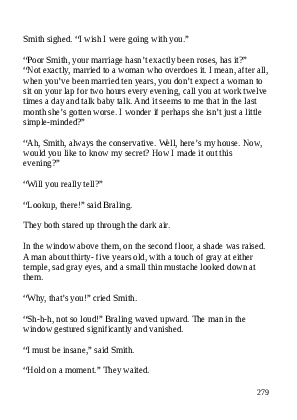 Smith sighed. “I wish I were going with you.”
“Poor Smith, your marriage hasn’t exactly been roses, has it?”
“Not exactly, married to a woman who overdoes it. I mean, after all,
when you’ve been married ten years, you don’t expect a woman to
sit on your lap for two hours every evening, call you at work twelve
times a day and talk baby talk. And it seems to me that in the last
month she’s gotten worse. I wonder if perhaps she isn’t just a little
simple-minded?”
“Ah, Smith, always the conservative. Well, here’s my house. Now,
would you like to know my secret? How I made it out this
evening?”
“Will you really tell?”
“Lookup, there!” said Braling.
They both stared up through the dark air.
In the window above them, on the second floor, a shade was raised.
A man about thirty- five years old, with a touch of gray at either
temple, sad gray eyes, and a small thin mustache looked down at
them.
“Why, that’s you!” cried Smith.
“Sh-h-h, not so loud!” Braling waved upward. The man in the
window gestured significantly and vanished.
“I must be insane,” said Smith.
“Hold on a moment.” They waited.
279